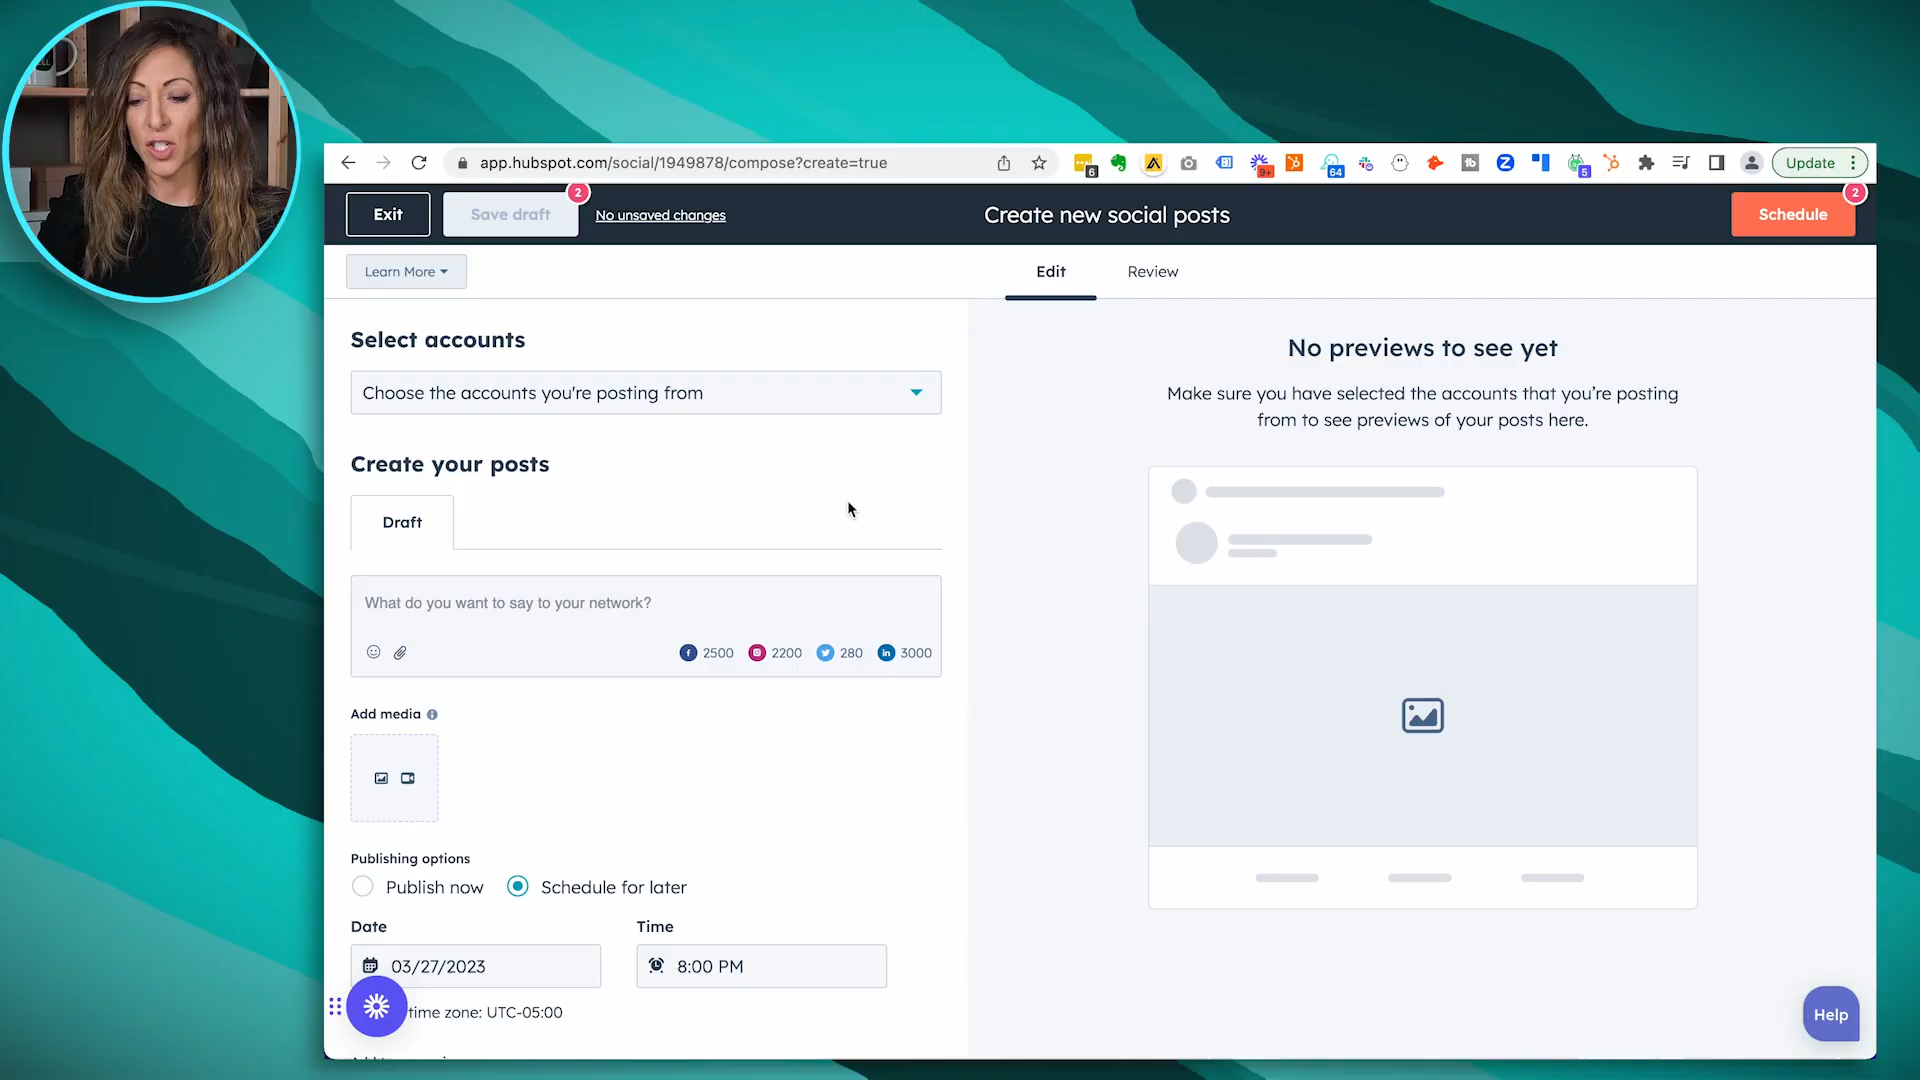 app.hubspot.com/social/1949878/compose?create=true
6
9+
64
5
Update
Exit
Save draft
2
No unsaved changes
Create new social posts
Schedule
2
Learn More
Edit
Review
Select accounts
Choose the accounts you're posting from
Create your posts
Draft
What do you want to say to your network?
2500
2200
280
3000
Add media
Publishing options
Publish now
Schedule for later
Date
Time
03/27/2023
8:00 PM
time zone: UTC-05:00
No previews to see yet
Make sure you have selected the accounts that you’re posting
from to see previews of your posts here.
Help